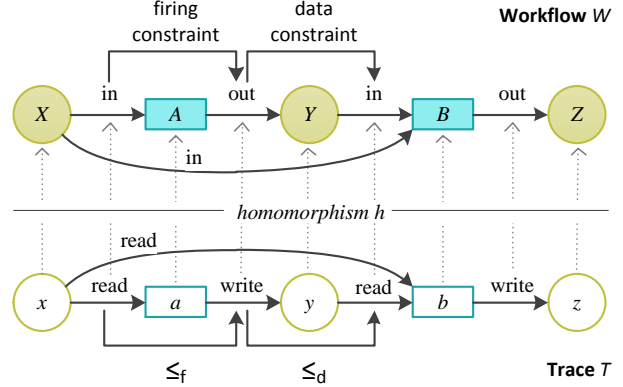 firing
constraint
data
constraint
Workflow W
in
out
in
out
X
A
Y
B
Z
in
homomorphism h
read
read
write
read
write
x
a
y
b
z
≤f
≤d
Trace T